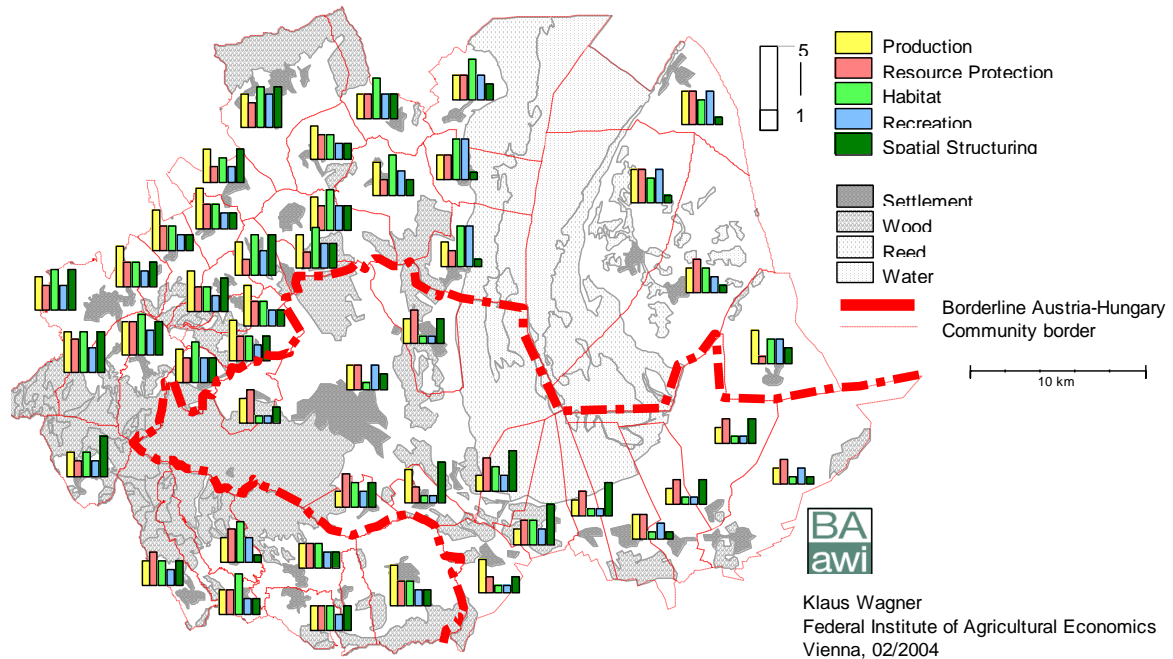 5
1
Production
Resource Protection
Habitat
Recreation
Spatial Structuring
Settlement
Wood
Reed
Water
Borderline Austria-Hungary
Community border
10 km
BA
awi
Klaus Wagner
Federal Institute of Agricultural Economics
Vienna, 02/2004